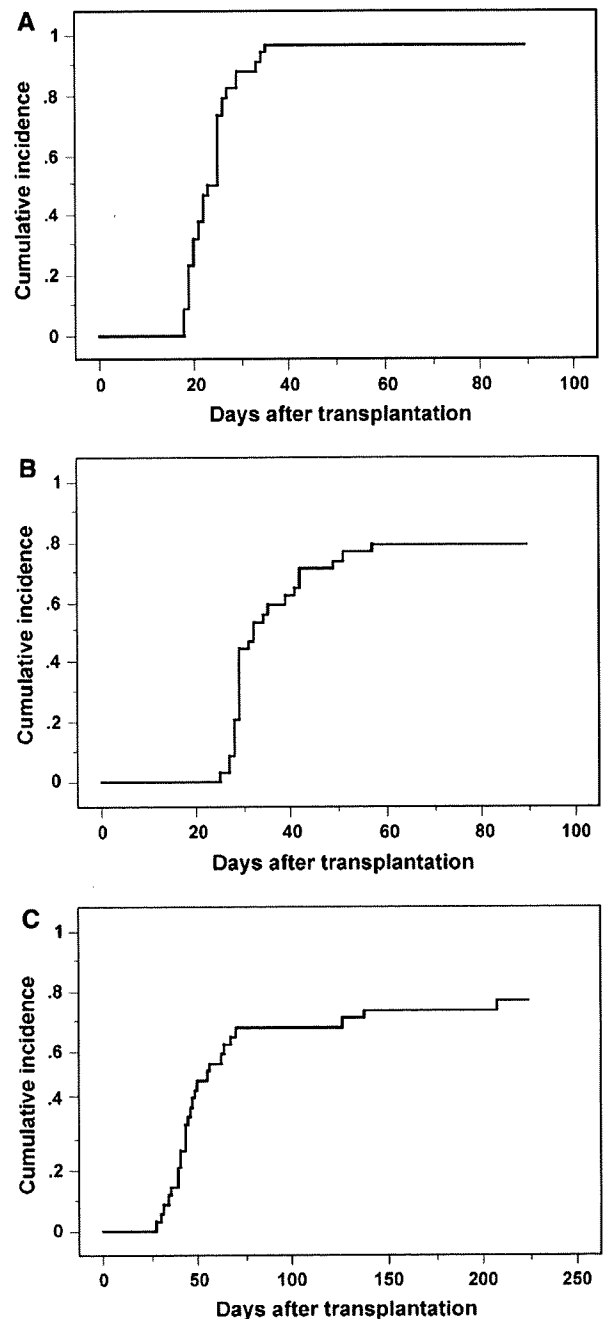 A
Cumulative incidence
1
.8
.6
.4
.2
0
0 20 40 60 80 100
Days after transplantation
B
Cumulative incidence
1
.8
.6
.4
.2
0
0 20 40 60 80 100
Days after transplantation
C
Cumulative incidence
1
.8
.6
.4
.2
0
0 50 100 150 200 250
Days after transplantation